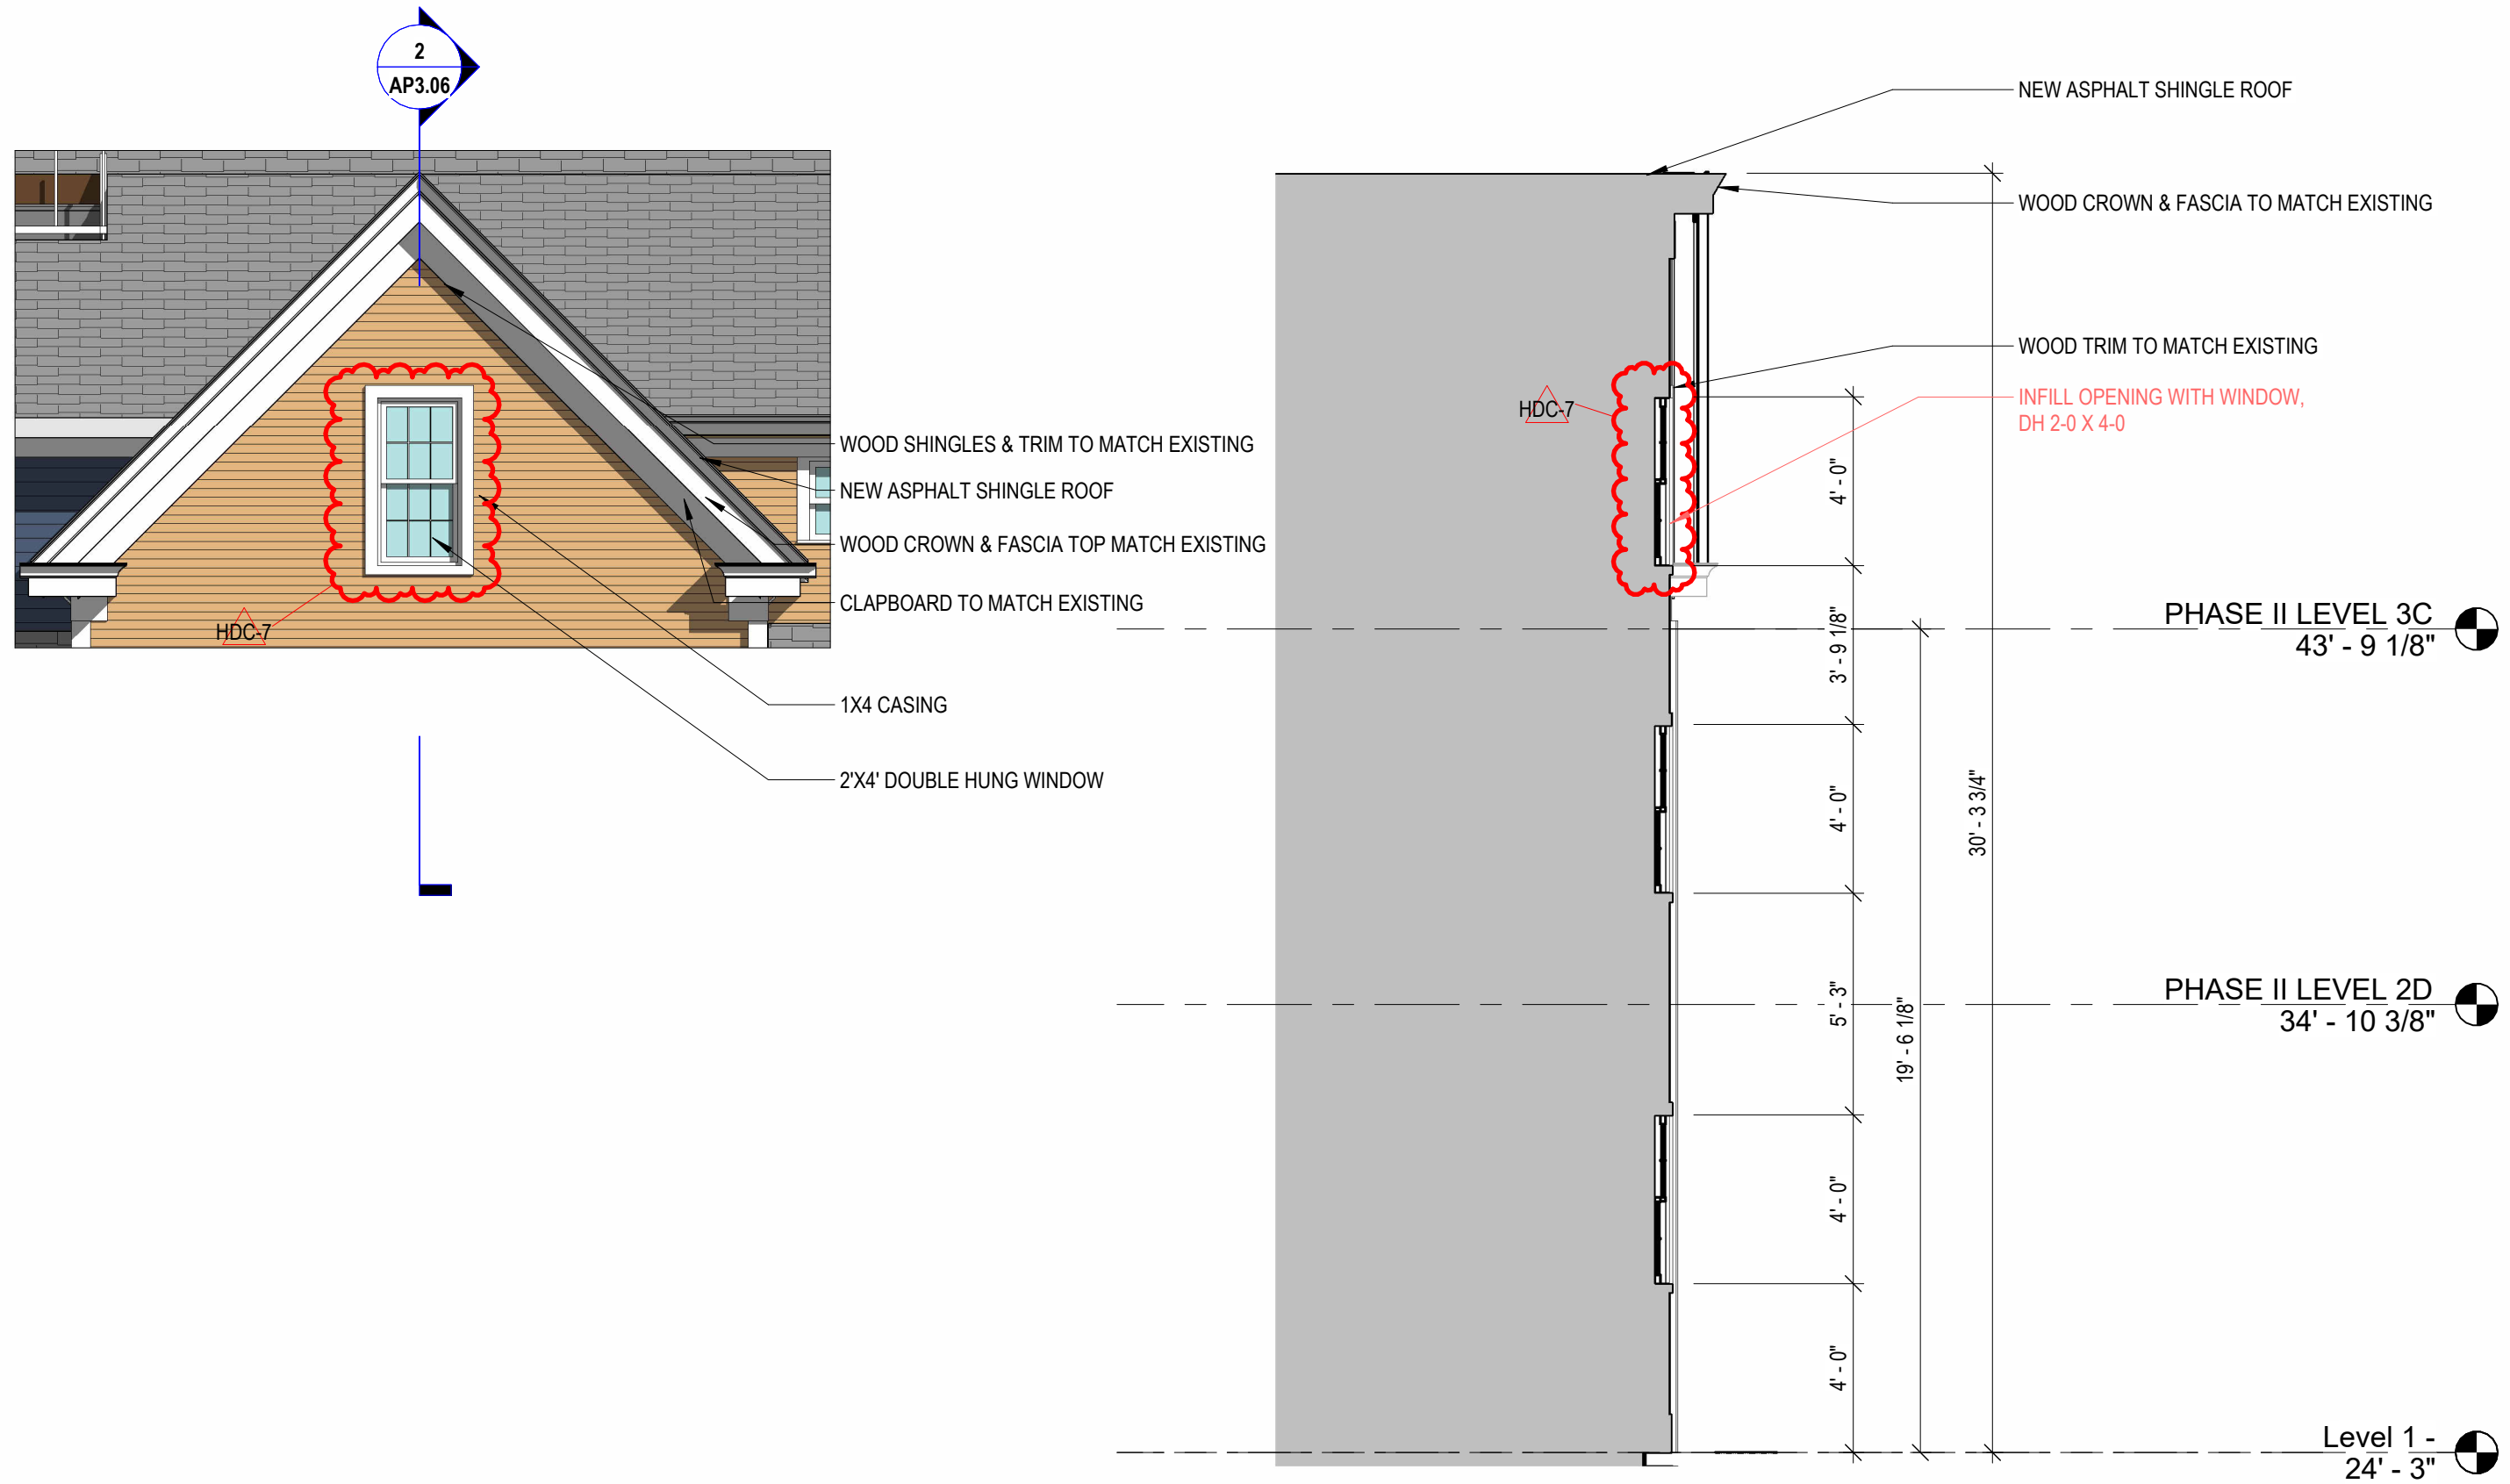 2
AP3.06
WOOD SHINGLES & TRIM TO MATCH EXISTING
NEW ASPHALT SHINGLE ROOF
WOOD CROWN & FASCIA TOP MATCH EXISTING
CLAPBOARD TO MATCH EXISTING
HDC-7
1X4 CASING
2'X4' DOUBLE HUNG WINDOW
NEW ASPHALT SHINGLE ROOF
WOOD CROWN & FASCIA TO MATCH EXISTING
WOOD TRIM TO MATCH EXISTING
INFILL OPENING WITH WINDOW,
DH 2-0 X 4-0
HDC-7
4' - 0"
3' - 9 1/8"
4' - 0"
5' - 3"
4' - 0"
4' - 0"
19' - 6 1/8"
30' - 3 3/4"
PHASE II LEVEL 3C
43' - 9 1/8"
PHASE II LEVEL 2D
34' - 10 3/8"
Level 1 -
24' - 3"